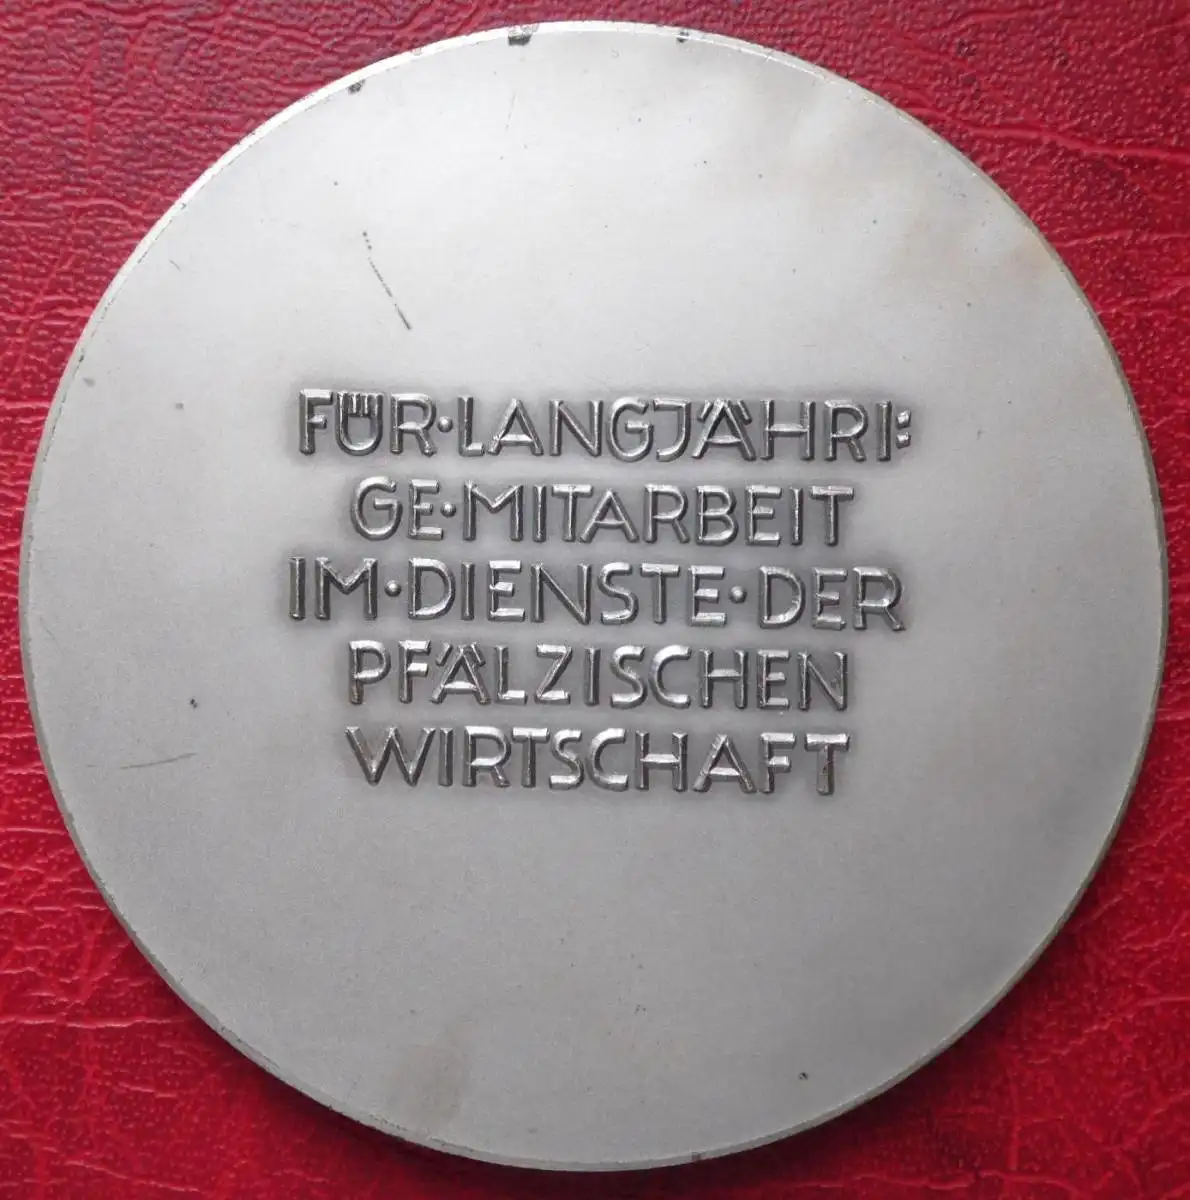 FÜR·LANGJÄHRI:
GE·MITARBEIT
IM·DIENSTE·DER
PFÄLZISCHEN
WIRTSCHAFT